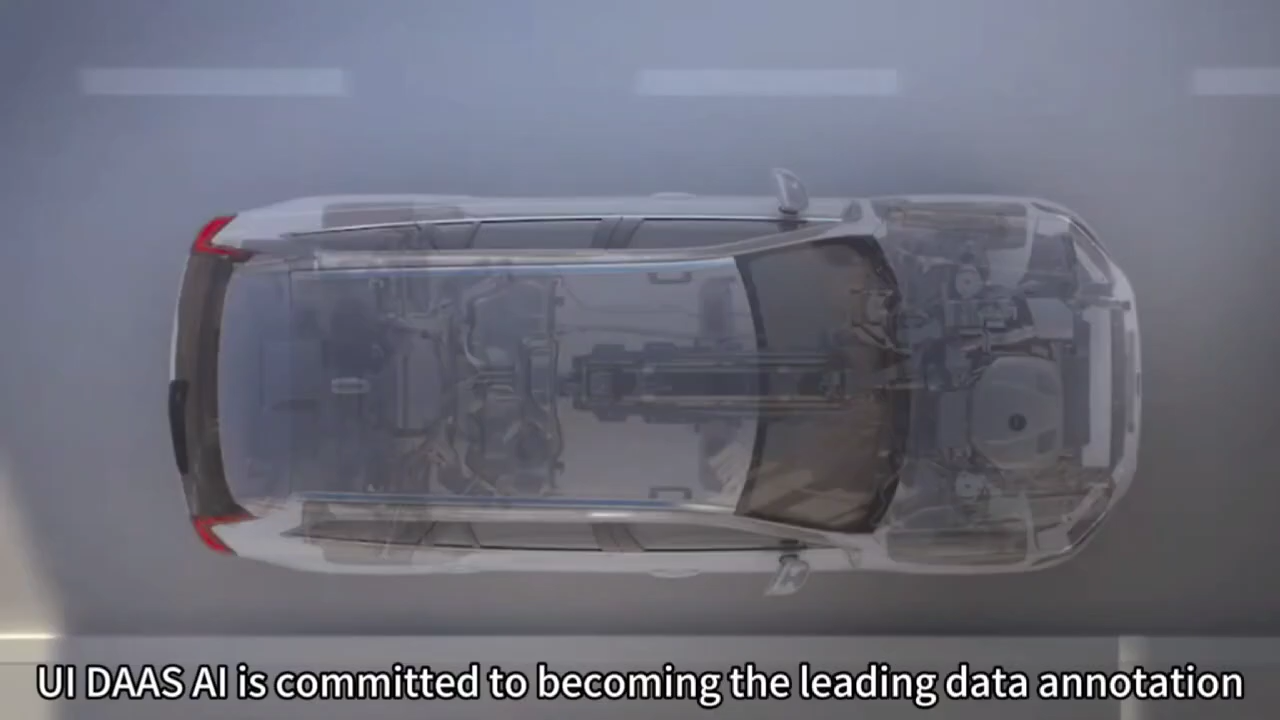 UI DAAS AI is committed to becoming the leading data annotation